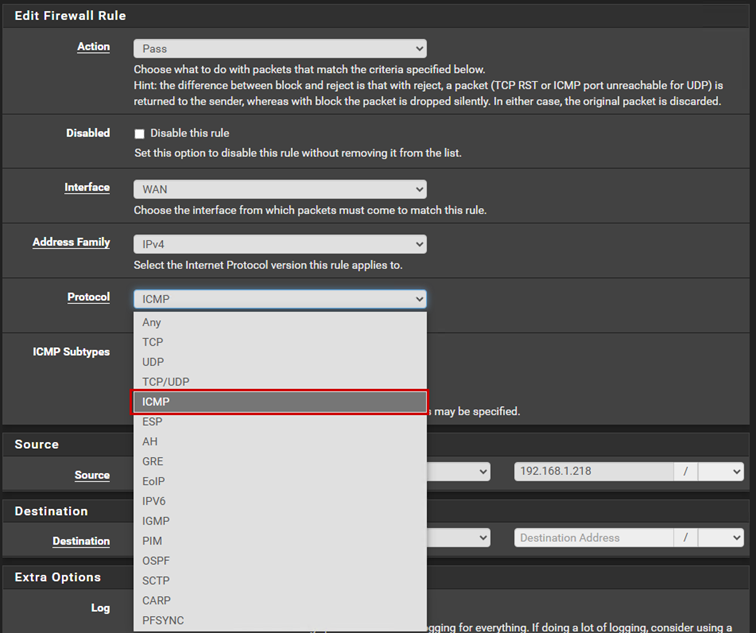 Edit Firewall Rule
Action
Pass
Choose what to do with packets that match the criteria specified below.
Hint: the difference between block and reject is that with reject, a packet (TCP RST or ICMP port unreachable for UDP) is
returned to the sender, whereas with block the packet is dropped silently. In either case, the original packet is discarded.
Disabled
Disable this rule
Set this option to disable this rule without removing it from the list.
Interface
WAN
Choose the interface from which packets must come to match this rule.
Address Family
IPv4
Select the Internet Protocol version this rule applies to.
Protocol
ICMP
Any
TCP
UDP
TCP/UDP
ICMP
ESP
AH
GRE
EoIP
IPV6
IGMP
PIM
OSPF
SCTP
CARP
PFSYNC
ICMP Subtypes
may be specified.
Source
Source
192.168.1.218 /
Destination
Destination
Destination Address /
Extra Options
Log
gging for everything. If doing a lot of logging, consider using a